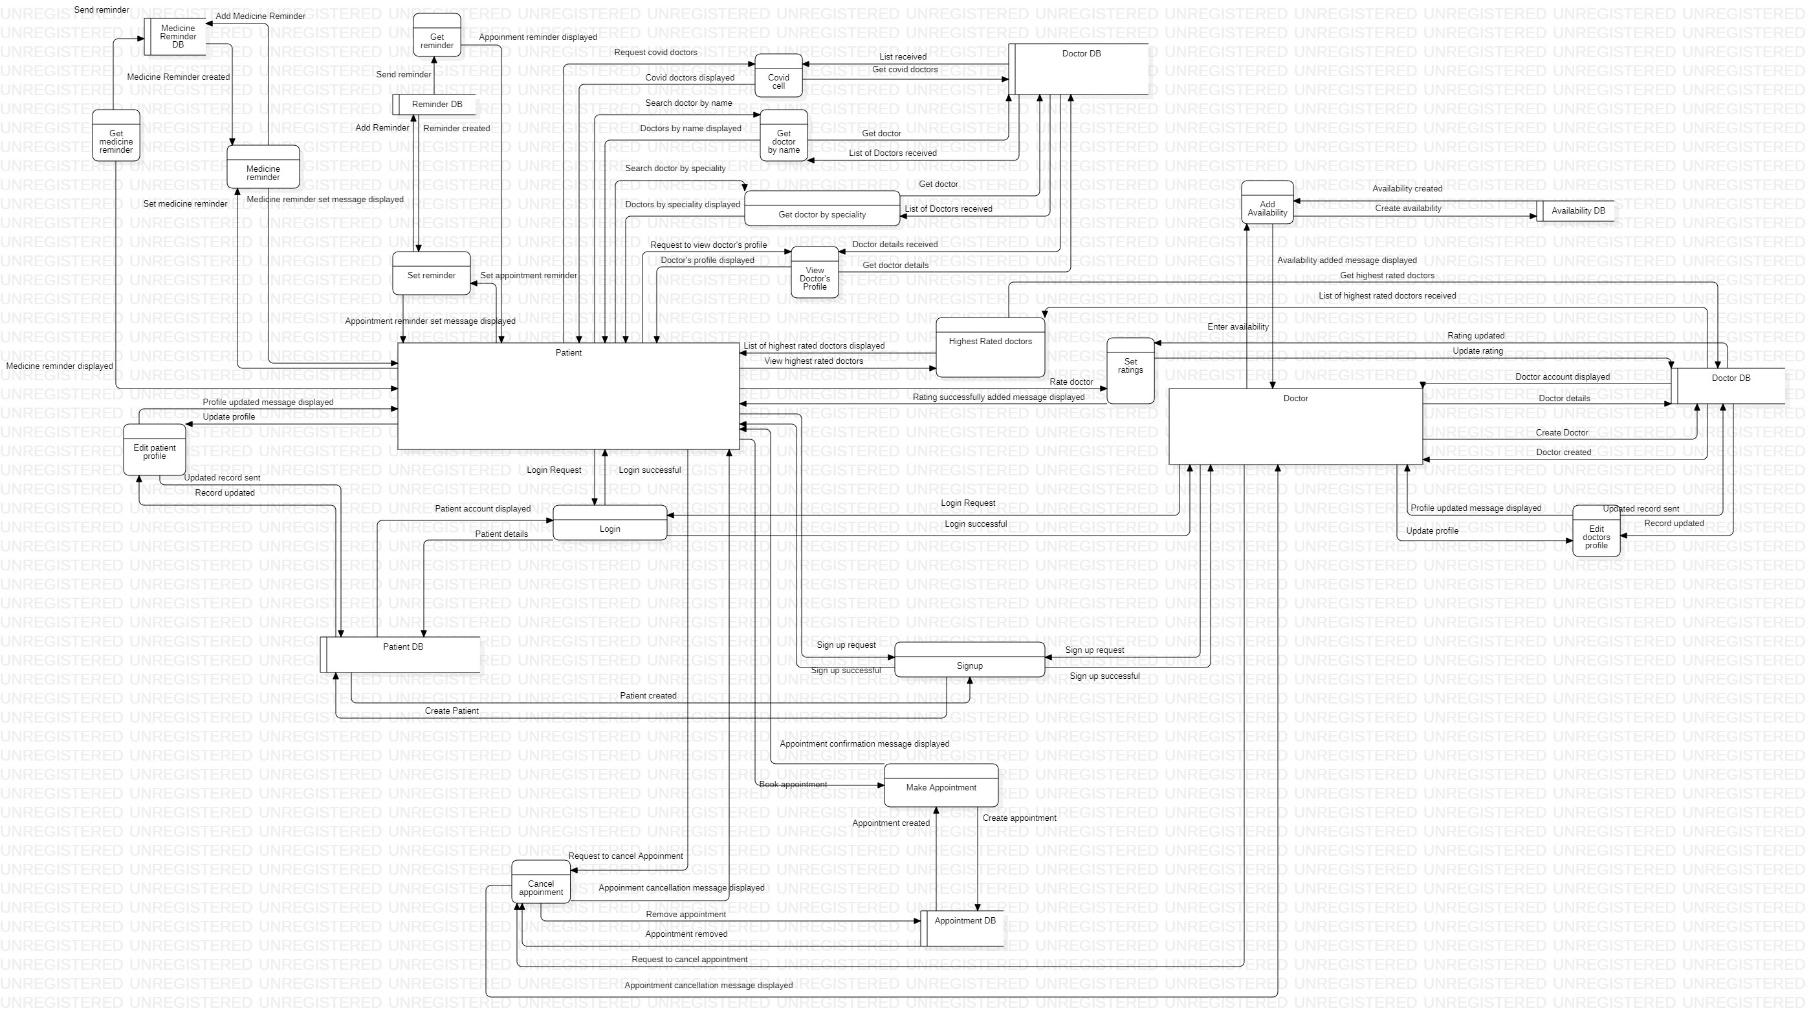 Send reminder
Add Medicine Reminder
Medicine
Reminder
DB
Medicine Reminder created
Get
medicine
reminder
Medicine
reminder
Set medicine reminder
Medicine reminder set message displayed
Medicine reminder displayed
Get
reminder
Appoinment reminder displayed
Send reminder
Reminder DB
Add Reminder
Reminder created
Set reminder
Set appointment reminder
Appointment reminder set message displayed
Request covid doctors
Covid doctors displayed
Covid
cell
List received
Get covid doctors
Doctor DB
Search doctor by name
Doctors by name displayed
Get
doctor
by name
Get doctor
List of Doctors received
Search doctor by speciality
Doctors by speciality displayed
Get doctor by speciality
Get doctor
List of Doctors received
Request to view doctor's profile
Doctor's profile displayed
View
Doctor's
Profile
Doctor details received
Get doctor details
Add
Availability
Availability created
Create availability
Availability DB
Availability added message displayed
Enter availability
Get highest rated doctors
List of highest rated doctors received
Highest Rated doctors
List of highest rated doctors displayed
View highest rated doctors
Set
ratings
Rating updated
Update rating
Rate doctor
Rating successfully added message displayed
Patient
Doctor
Doctor DB
Doctor account displayed
Doctor details
Create Doctor
Doctor created
Profile updated message displayed
Update profile
Edit patient
profile
Updated record sent
Record updated
Login Request
Login successful
Patient account displayed
Patient details
Login
Login Request
Login successful
Profile updated message displayed
Update profile
Edit
doctors
profile
Updated record sent
Record updated
Patient DB
Sign up request
Sign up successful
Signup
Sign up request
Sign up successful
Patient created
Create Patient
Appointment confirmation message displayed
Book appointment
Make Appointment
Appointment created
Create appointment
Request to cancel Appoinment
Cancel
appoinment
Appoinment cancellation message displayed
Remove appointment
Appointment removed
Appointment DB
Request to cancel appointment
Appointment cancellation message displayed